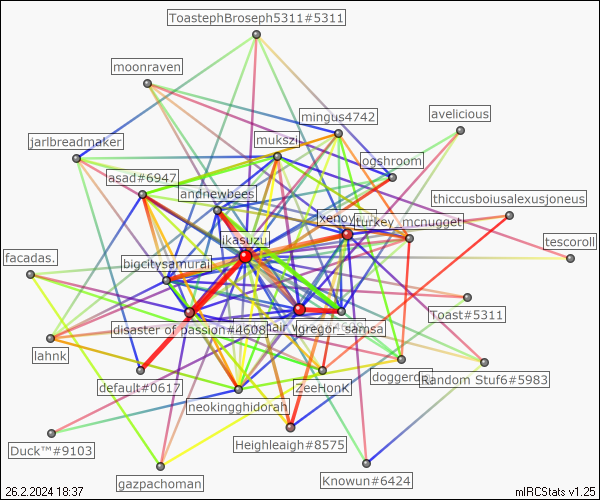 ToastephBroseph5311#5311
moonraven
mingus4742
avelicious
jarlbreadmaker
mukszi
ogshroom
asad#6947
andnewbees
thiccusboiusalexusjoneus
turkey_mcnugget
ikasuzu
tescoroll
facadas.
bigcitysamurai
Toast#5311
disaster of passion#4608
gregor_samsa
lahnk
default#0617
ZeeHonK
Random Stuf6#5983
neokingghidorah
Heighleaigh#8575
Duck™#9103
gazpachoman
Knowun#6424
26.2.2024 18:37
mIRCStats v1.25